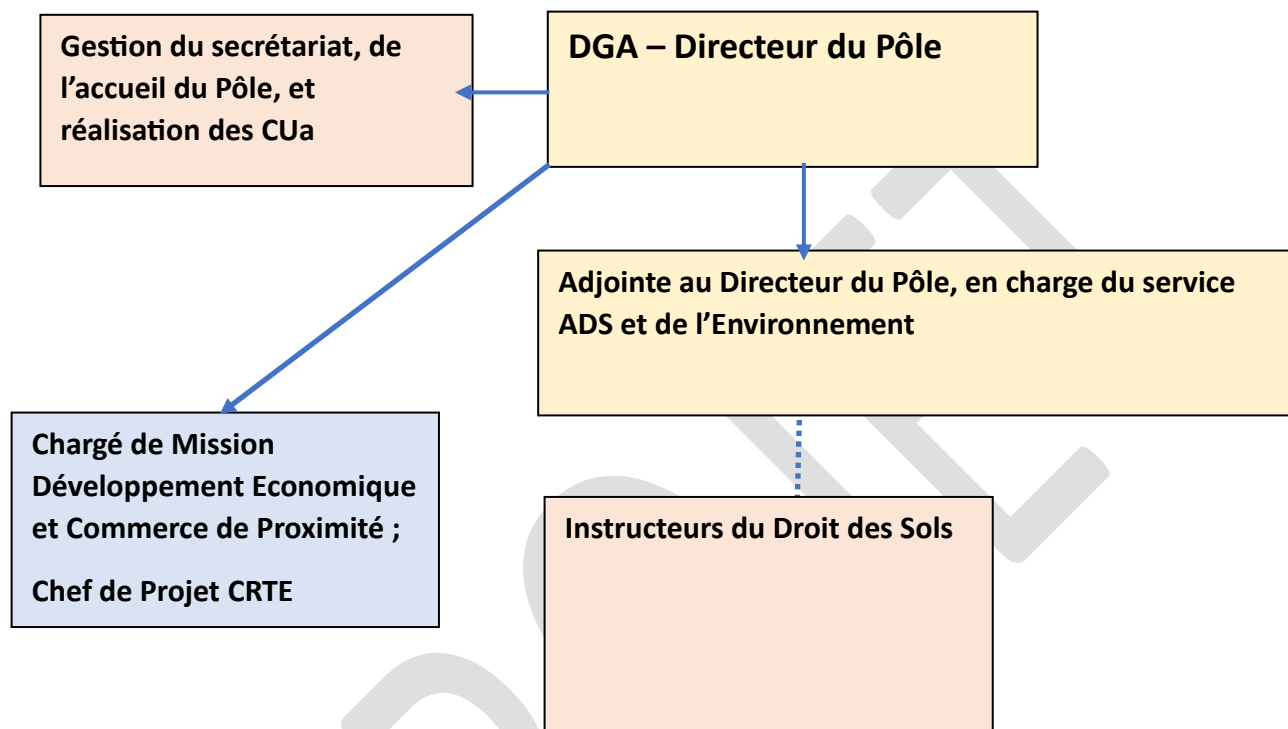 Gestion du secrétariat, de
l’accueil du Pôle, et
réalisation des CUa
DGA – Directeur du Pôle
Adjointe au Directeur du Pôle, en charge du service
ADS et de l’Environnement
Chargé de Mission
Développement Economique
et Commerce de Proximité ;
Chef de Projet CRTE
Instructeurs du Droit des Sols